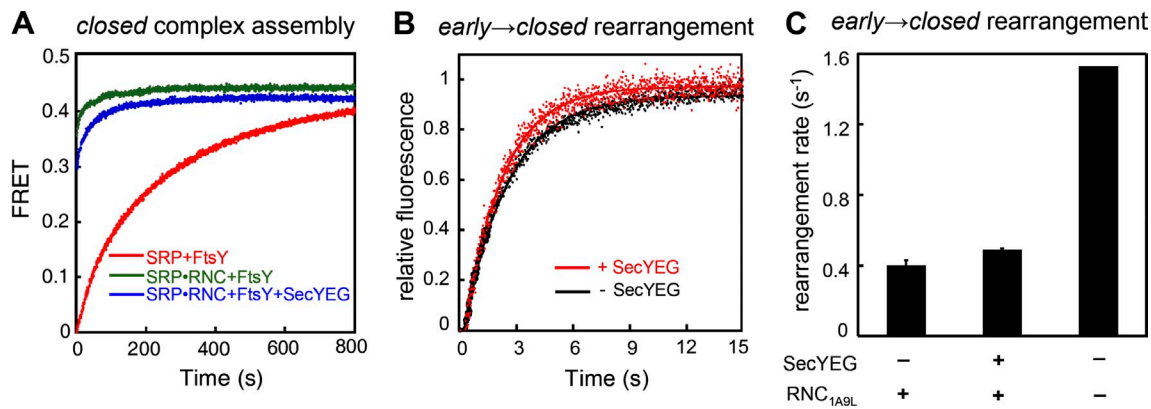 A closed complex assembly
0.5
0.4
0.3
0.2
0.1
0
FRET
SRP+FtsY
SRP•RNC+FtsY
SRP•RNC+FtsY+SecYEG
0 200 400 600 800
Time (s)
B early→closed rearrangement
1
0.8
0.6
0.4
0.2
0
relative fluorescence
+ SecYEG
- SecYEG
0 3 6 9 12 15
Time (s)
C early→closed rearrangement
1.6
1.2
0.8
0.4
0
rearrangement rate (s⁻¹)
SecYEG – + –
RNC₁A9L + + –